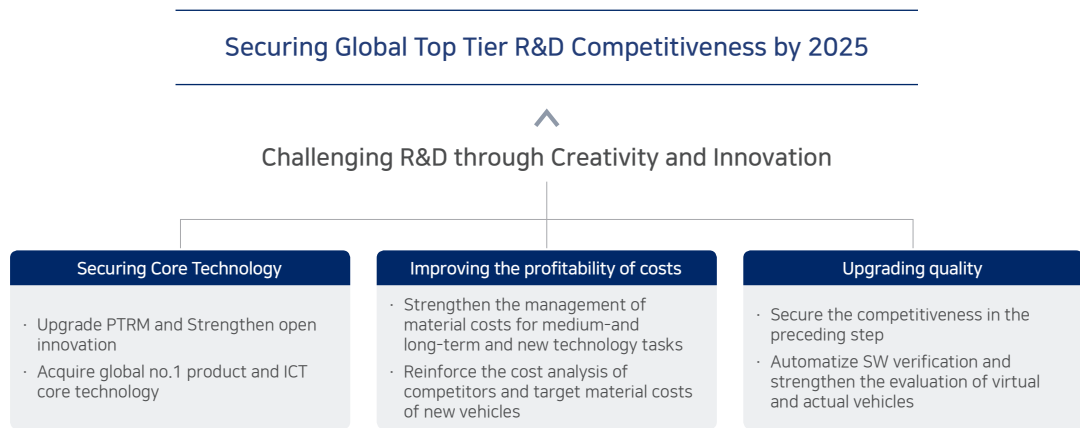 Securing Global Top Tier R&D Competitiveness by 2025
Challenging R&D through Creativity and Innovation
Securing Core Technology
· Upgrade PTRM and Strengthen open
innovation
· Acquire global no.1 product and ICT
core technology
Improving the profitability of costs
· Strengthen the management of
material costs for medium-and
long-term and new technology tasks
· Reinforce the cost analysis of
competitors and target material costs
of new vehicles
Upgrading quality
· Secure the competitiveness in the
preceding step
· Automatize SW verification and
strengthen the evaluation of virtual
and actual vehicles